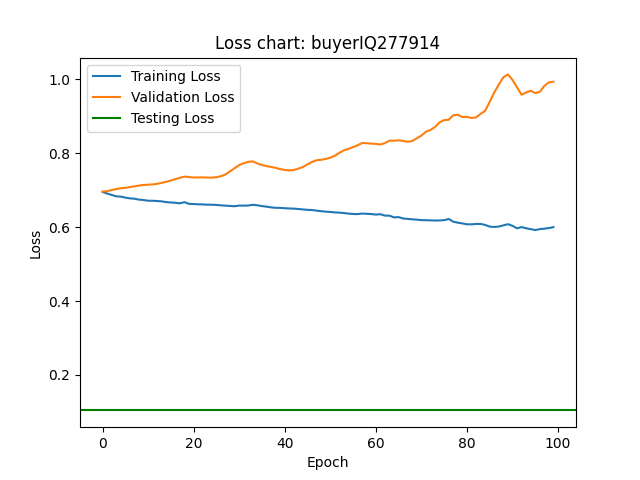 Loss chart: buyerIQ277914
Training Loss
Validation Loss
Testing Loss
1.0
0.8
0.6
0.4
0.2
Loss
0 20 40 60 80 100
Epoch